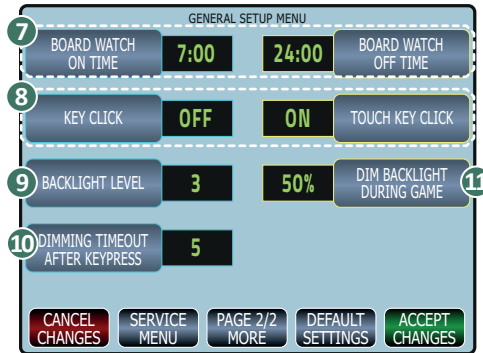 GENERAL SETUP MENU
7
BOARD WATCH
ON TIME
7:00
24:00
BOARD WATCH
OFF TIME
8
KEY CLICK
OFF
ON
TOUCH KEY CLICK
9
BACKLIGHT LEVEL
3
50%
DIM BACKLIGHT
DURING GAME
11
10
DIMMING TIMEOUT
AFTER KEYPRESS
5
CANCEL
CHANGES
SERVICE
MENU
PAGE 2/2
MORE
DEFAULT
SETTINGS
ACCEPT
CHANGES